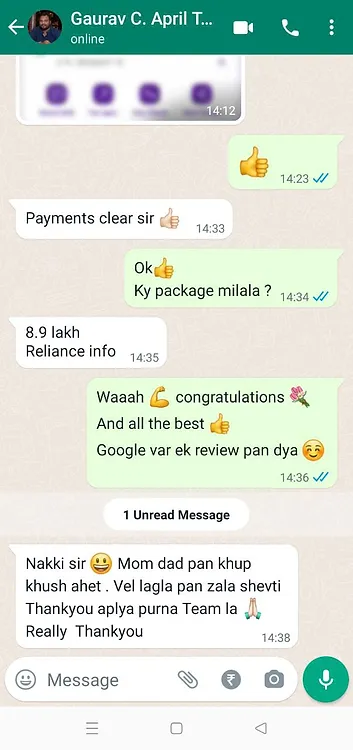 Gaurav C. April T...
online
14:12
👍
14:23
Payments clear sir 👍🏻
14:33
Ok👍
Ky package milala ?
14:34
8.9 lakh
Reliance info
14:35
Waaah 💪 congratulations 💐
And all the best 👍
Google var ek review pan dya ☺️
14:36
1 Unread Message
Nakki sir 😃 Mom dad pan khup
khush ahet . Vel lagla pan zala shevti
Thankyou aplya purna Team la 🙏🏻
Really  Thankyou
14:38
Message